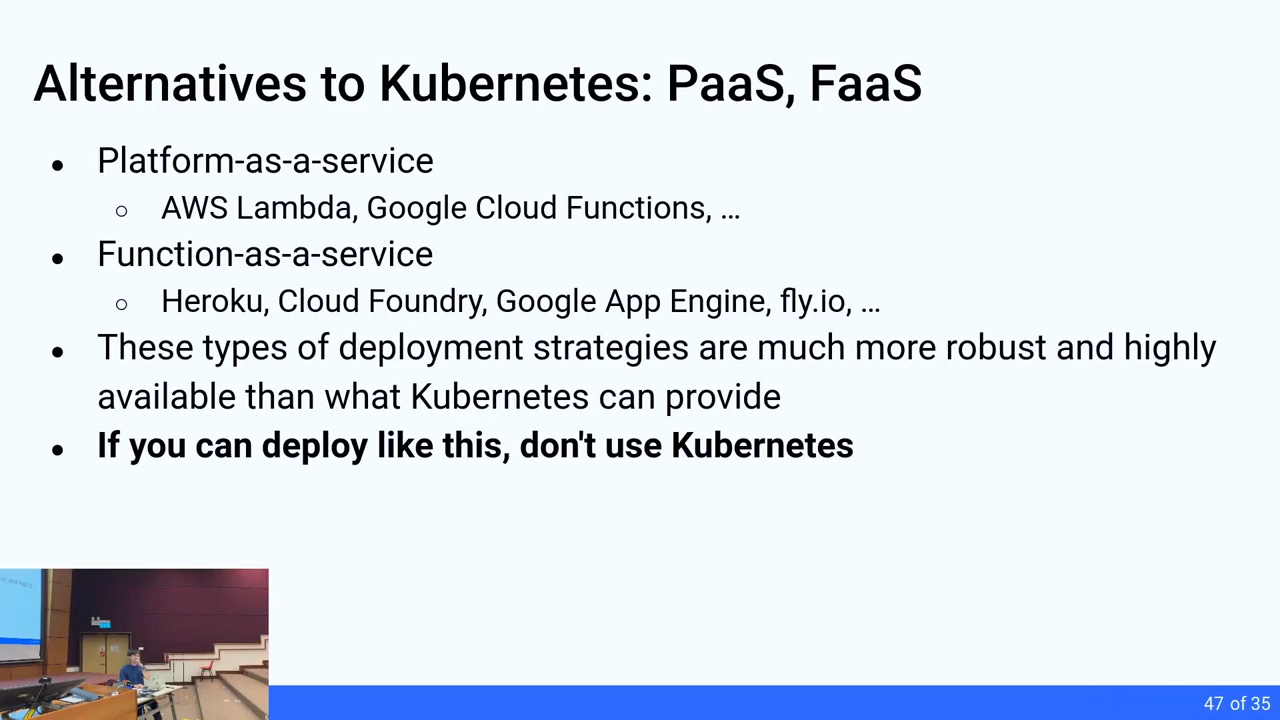 Alternatives to Kubernetes: PaaS, FaaS
● Platform-as-a-service
○ AWS Lambda, Google Cloud Functions, ...
● Function-as-a-service
○ Heroku, Cloud Foundry, Google App Engine, fly.io, ...
● These types of deployment strategies are much more robust and highly
available than what Kubernetes can provide
● If you can deploy like this, don't use Kubernetes
47 of 35